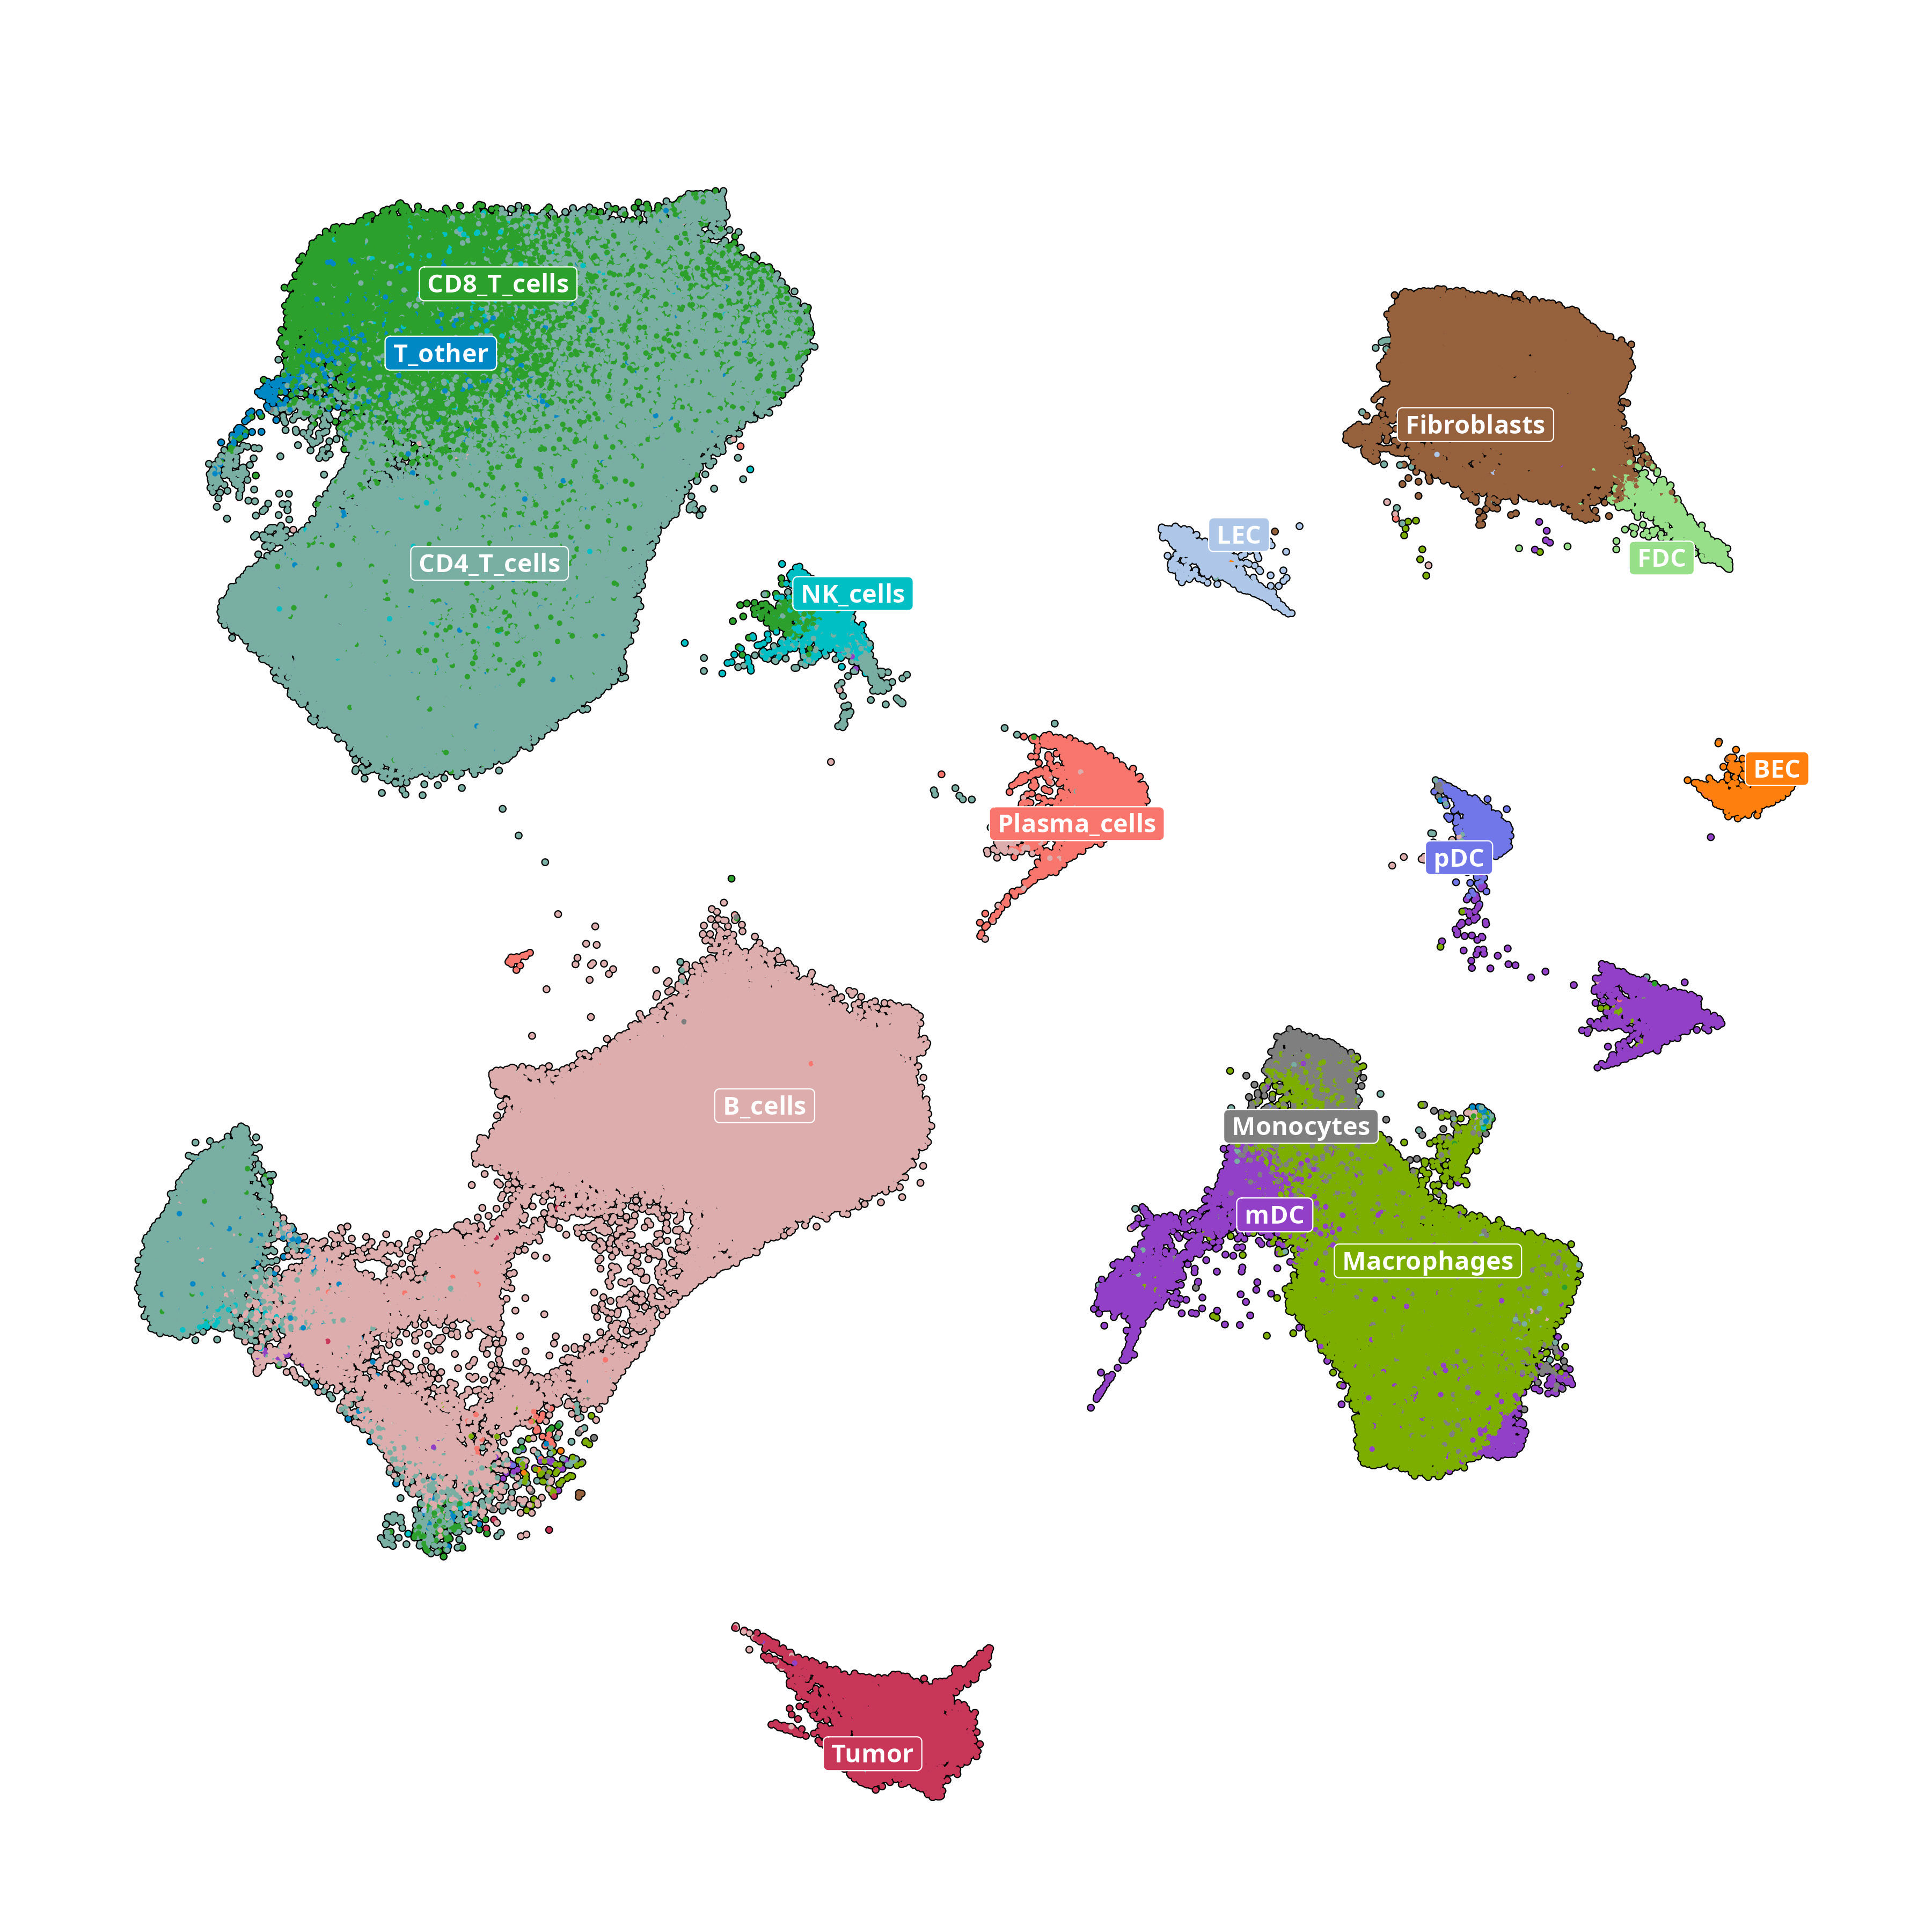 CD8_T_cells
T_other
Fibroblasts
LEC
FDC
CD4_T_cells
NK_cells
BEC
Plasma_cells
pDC
B_cells
Monocytes
mDC
Macrophages
Tumor